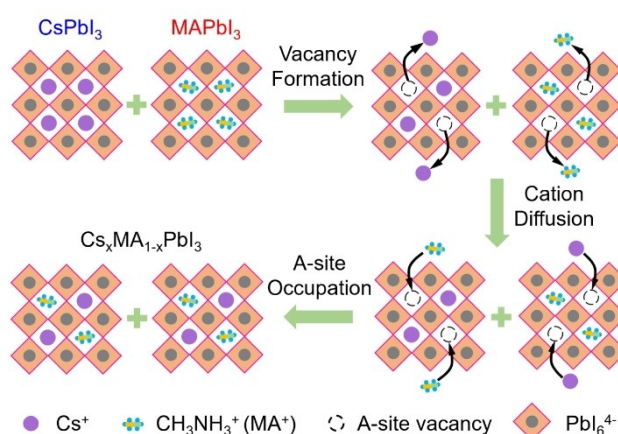 CsPbI₃
MAPbI₃
Vacancy
Formation
Cation
Diffusion
CsₓMA₁₋ₓPbI₃
A-site
Occupation
Cs⁺
CH₃NH₃⁺ (MA⁺)
A-site vacancy
PbI₆⁴⁻